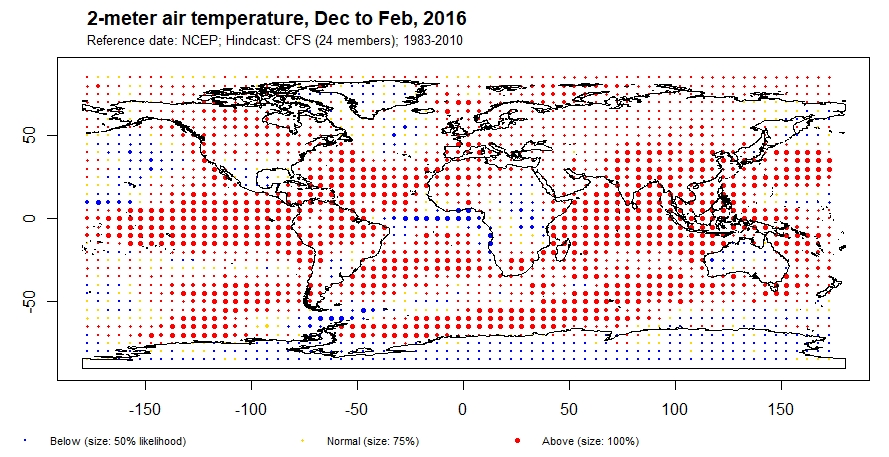 2-meter air temperature, Dec to Feb, 2016
Reference date: NCEP; Hindcast: CFS (24 members); 1983-2010
50
0
-50
-150 -100 -50 0 50 100 150
Below (size: 50% likelihood) Normal (size: 75%) Above (size: 100%)